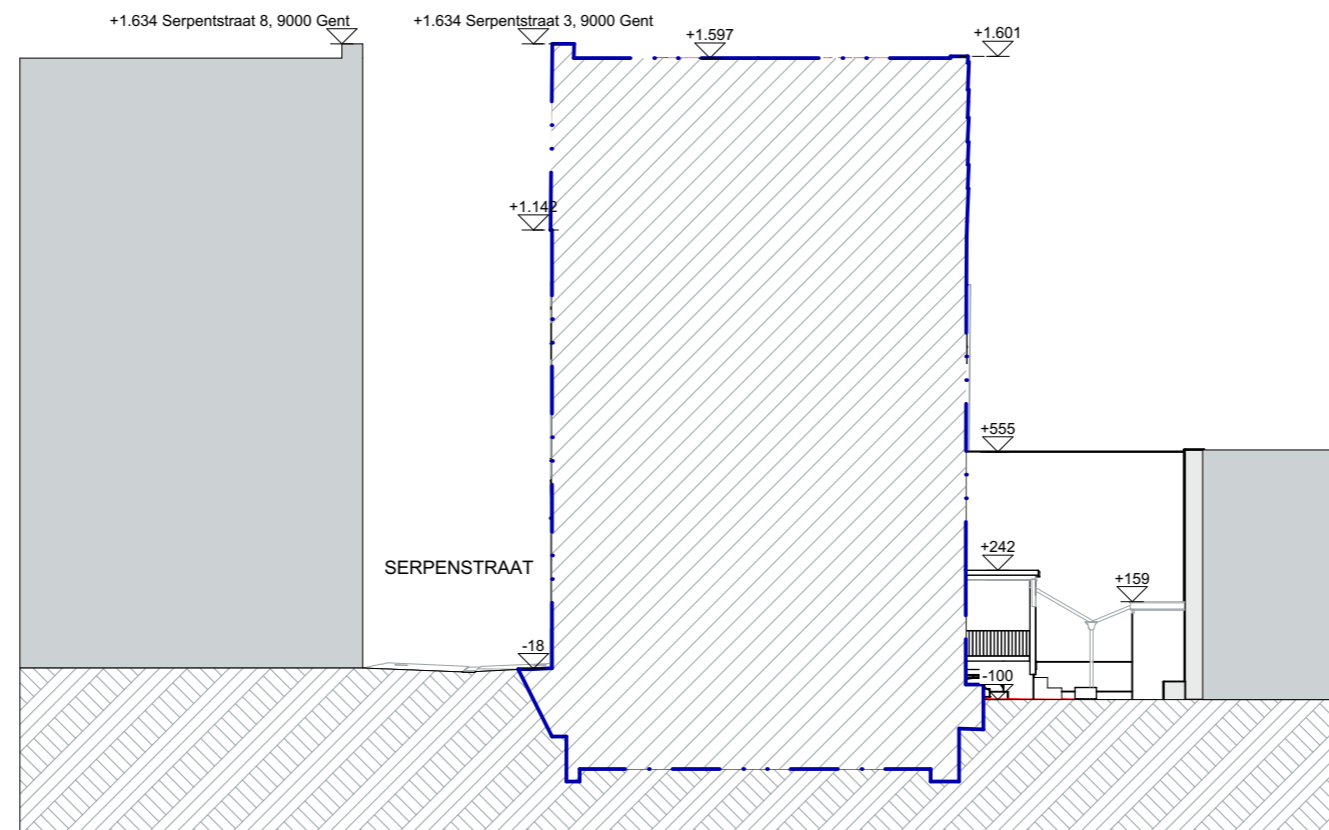 +1.634 Serpentstraat 8, 9000 Gent
+1.634 Serpentstraat 3, 9000 Gent
+1.597
+1.601
+1.142
+555
+242
SERPENSTRAAT
+159
-18
-100